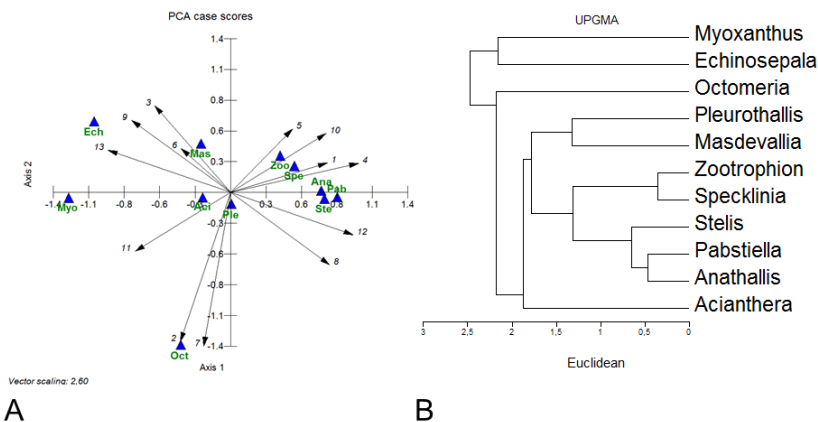 PCA case scores
1.4
1.1
0.8
0.6
0.3
-0.3
-0.6
-0.8
-1.1
-1.4
-1.4
-1.1
-0.8
-0.6
0.3
0.6
0.8
1.1
1.4
Axis 2
Axis 1
3
9
13
6
5
10
1
4
11
12
8
2
7
Ech
Mas
Zoo
Spe
Ana
Pab
Ste
Myo
Aci
Ple
Oct
Vector scaling: 2,60
A
UPGMA
Myoxanthus
Echinosepala
Octomeria
Pleurothallis
Masdevallia
Zootrophion
Specklinia
Stelis
Pabstiella
Anathallis
Acianthera
3
2,5
2
1,5
1
0,5
0
Euclidean
B